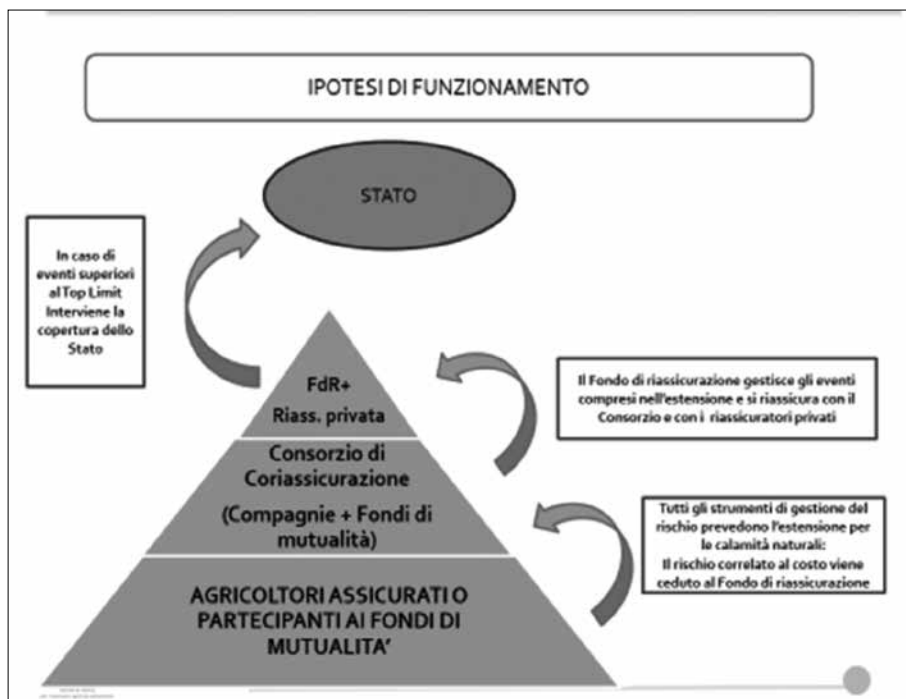 IPOTESI DI FUNZIONAMENTO
STATO
In caso di
eventi superiori
al Top Limit
Interviene la
copertura dello
Stato
FdR+
Riass. privata
Il Fondo di riassicurazione gestisce gli eventi
compresi nell'estensione e si riassicura con il
Consorzio e con i riassicuratori privati
Consorzio di
Coriassicurazione
(Compagnie + Fondi di
mutualità)
Tutti gli strumenti di gestione del
rischio prevedono l'estensione per
le calamità naturali:
Il rischio correlato al costo viene
ceduto al Fondo di riassicurazione
AGRICOLTORI ASSICURATI O
PARTECIPANTI AI FONDI DI
MUTUALITA'